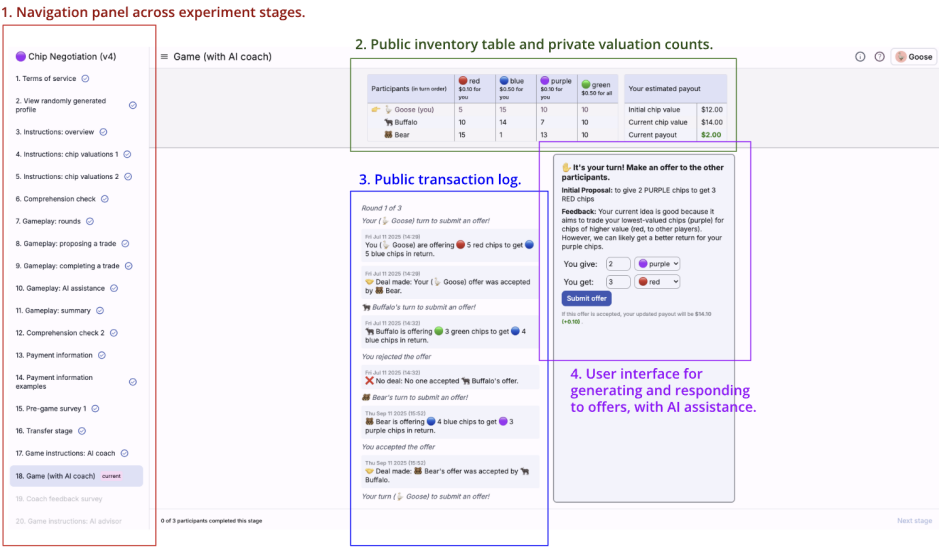 1. Navigation panel across experiment stages.
Chip Negotiation (v4)
1. Terms of service
2. View randomly generated
profile
3. Instructions: overview
4. Instructions: chip valuations 1
5. Instructions: chip valuations 2
6. Comprehension check
7. Gameplay: rounds
8. Gameplay: proposing a trade
9. Gameplay: completing a trade
10. Gameplay: AI assistance
11. Gameplay: summary
12. Comprehension check 2
13. Payment information
14. Payment information
examples
15. Pre-game survey 1
16. Transfer stage
17. Game instructions: AI coach
18. Game (with AI coach) current
19. Coach feedback survey
20. Game instructions: AI advisor
Game (with AI coach)
Goose
2. Public inventory table and private valuation counts.
Participants (in turn order)
red
$0.10 for
you
blue
$0.50 for
you
purple
$0.10 for
you
green
$0.50 for all
Your estimated payout
Goose (you) 5 15 10 10 Initial chip value $12.00
Buffalo 10 14 7 10 Current chip value $14.00
Bear 15 1 13 10 Current payout $2.00
3. Public transaction log.
Round 1 of 3
Your (Goose) turn to submit an offer!
Fri Jul 11 2025 (14:29)
You (Goose) are offering 5 red chips to get
5 blue chips in return.
Fri Jul 11 2025 (14:29)
Deal made: Your (Goose) offer was accepted
by Bear.
Buffalo's turn to submit an offer!
Fri Jul 11 2025 (14:32)
Buffalo is offering 3 green chips to get 4
blue chips in return.
You rejected the offer
Fri Jul 11 2025 (14:32)
No deal: No one accepted Buffalo's offer.
Bear's turn to submit an offer!
Thu Sep 11 2025 (15:52)
Bear is offering 4 blue chips to get 3
purple chips in return.
You accepted the offer
Thu Sep 11 2025 (15:52)
Deal made: Bear's offer was accepted by
Buffalo.
Your turn (Goose) to submit an offer!
It's your turn! Make an offer to the other
participants.
Initial Proposal: to give 2 PURPLE chips to get 3
RED chips
Feedback: Your current idea is good because it
aims to trade your lowest-valued chips (purple) for
chips of higher value (red, to other players).
However, we can likely get a better return for your
purple chips.
You give: 2 purple
You get: 3 red
Submit offer
If this offer is accepted, your updated payout will be $14.10
(+0.10).
4. User interface for
generating and responding
to offers, with AI assistance.
0 of 3 participants completed this stage
Next stage